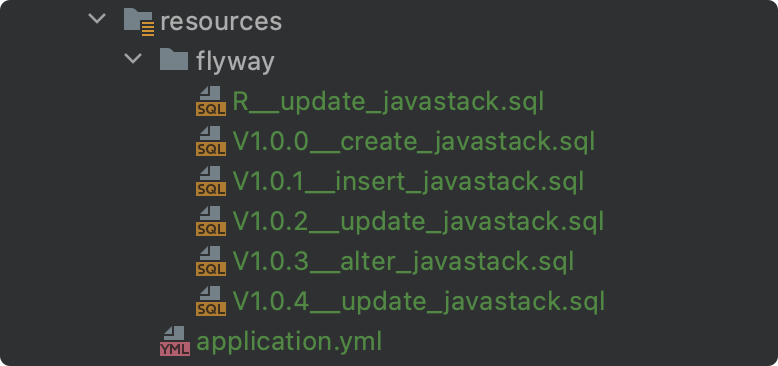 resources
flyway
SQL R__update_javastack.sql
SQL V1.0.0__create_javastack.sql
SQL V1.0.1__insert_javastack.sql
SQL V1.0.2__update_javastack.sql
SQL V1.0.3__alter_javastack.sql
SQL V1.0.4__update_javastack.sql
YML application.yml